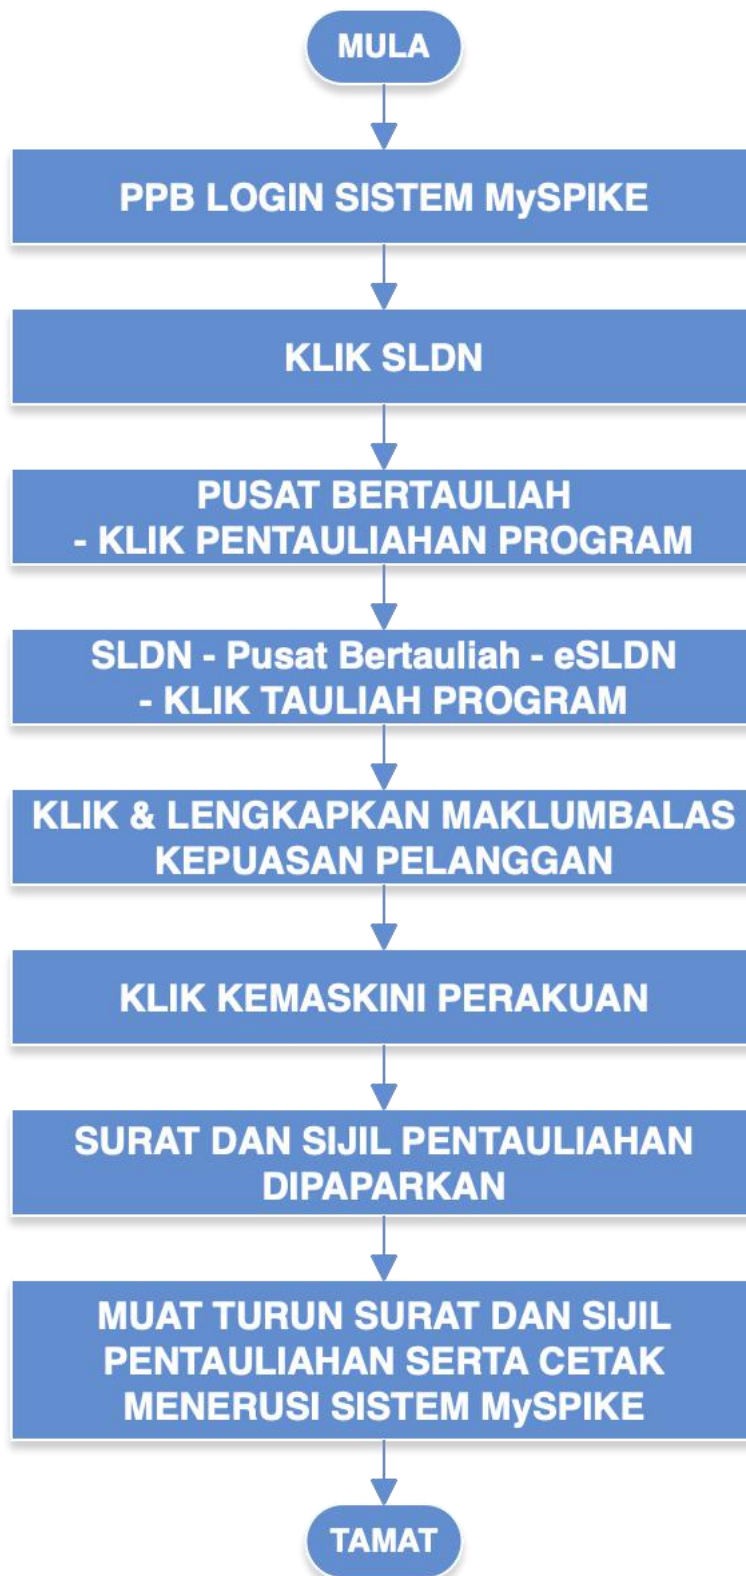 MULA
PPB LOGIN SISTEM MySPIKE
KLIK SLDN
PUSAT BERTAULIAH
- KLIK PENTAULIAHAN PROGRAM
SLDN - Pusat Bertauliah - eSLDN
- KLIK TAULIAH PROGRAM
KLIK & LENGKAPKAN MAKLUMBALAS
KEPUASAN PELANGGAN
KLIK KEMASKINI PERAKUAN
SURAT DAN SIJIL PENTAULIAHAN
DIPAPARKAN
MUAT TURUN SURAT DAN SIJIL
PENTAULIAHAN SERTA CETAK
MENERUSI SISTEM MySPIKE
TAMAT